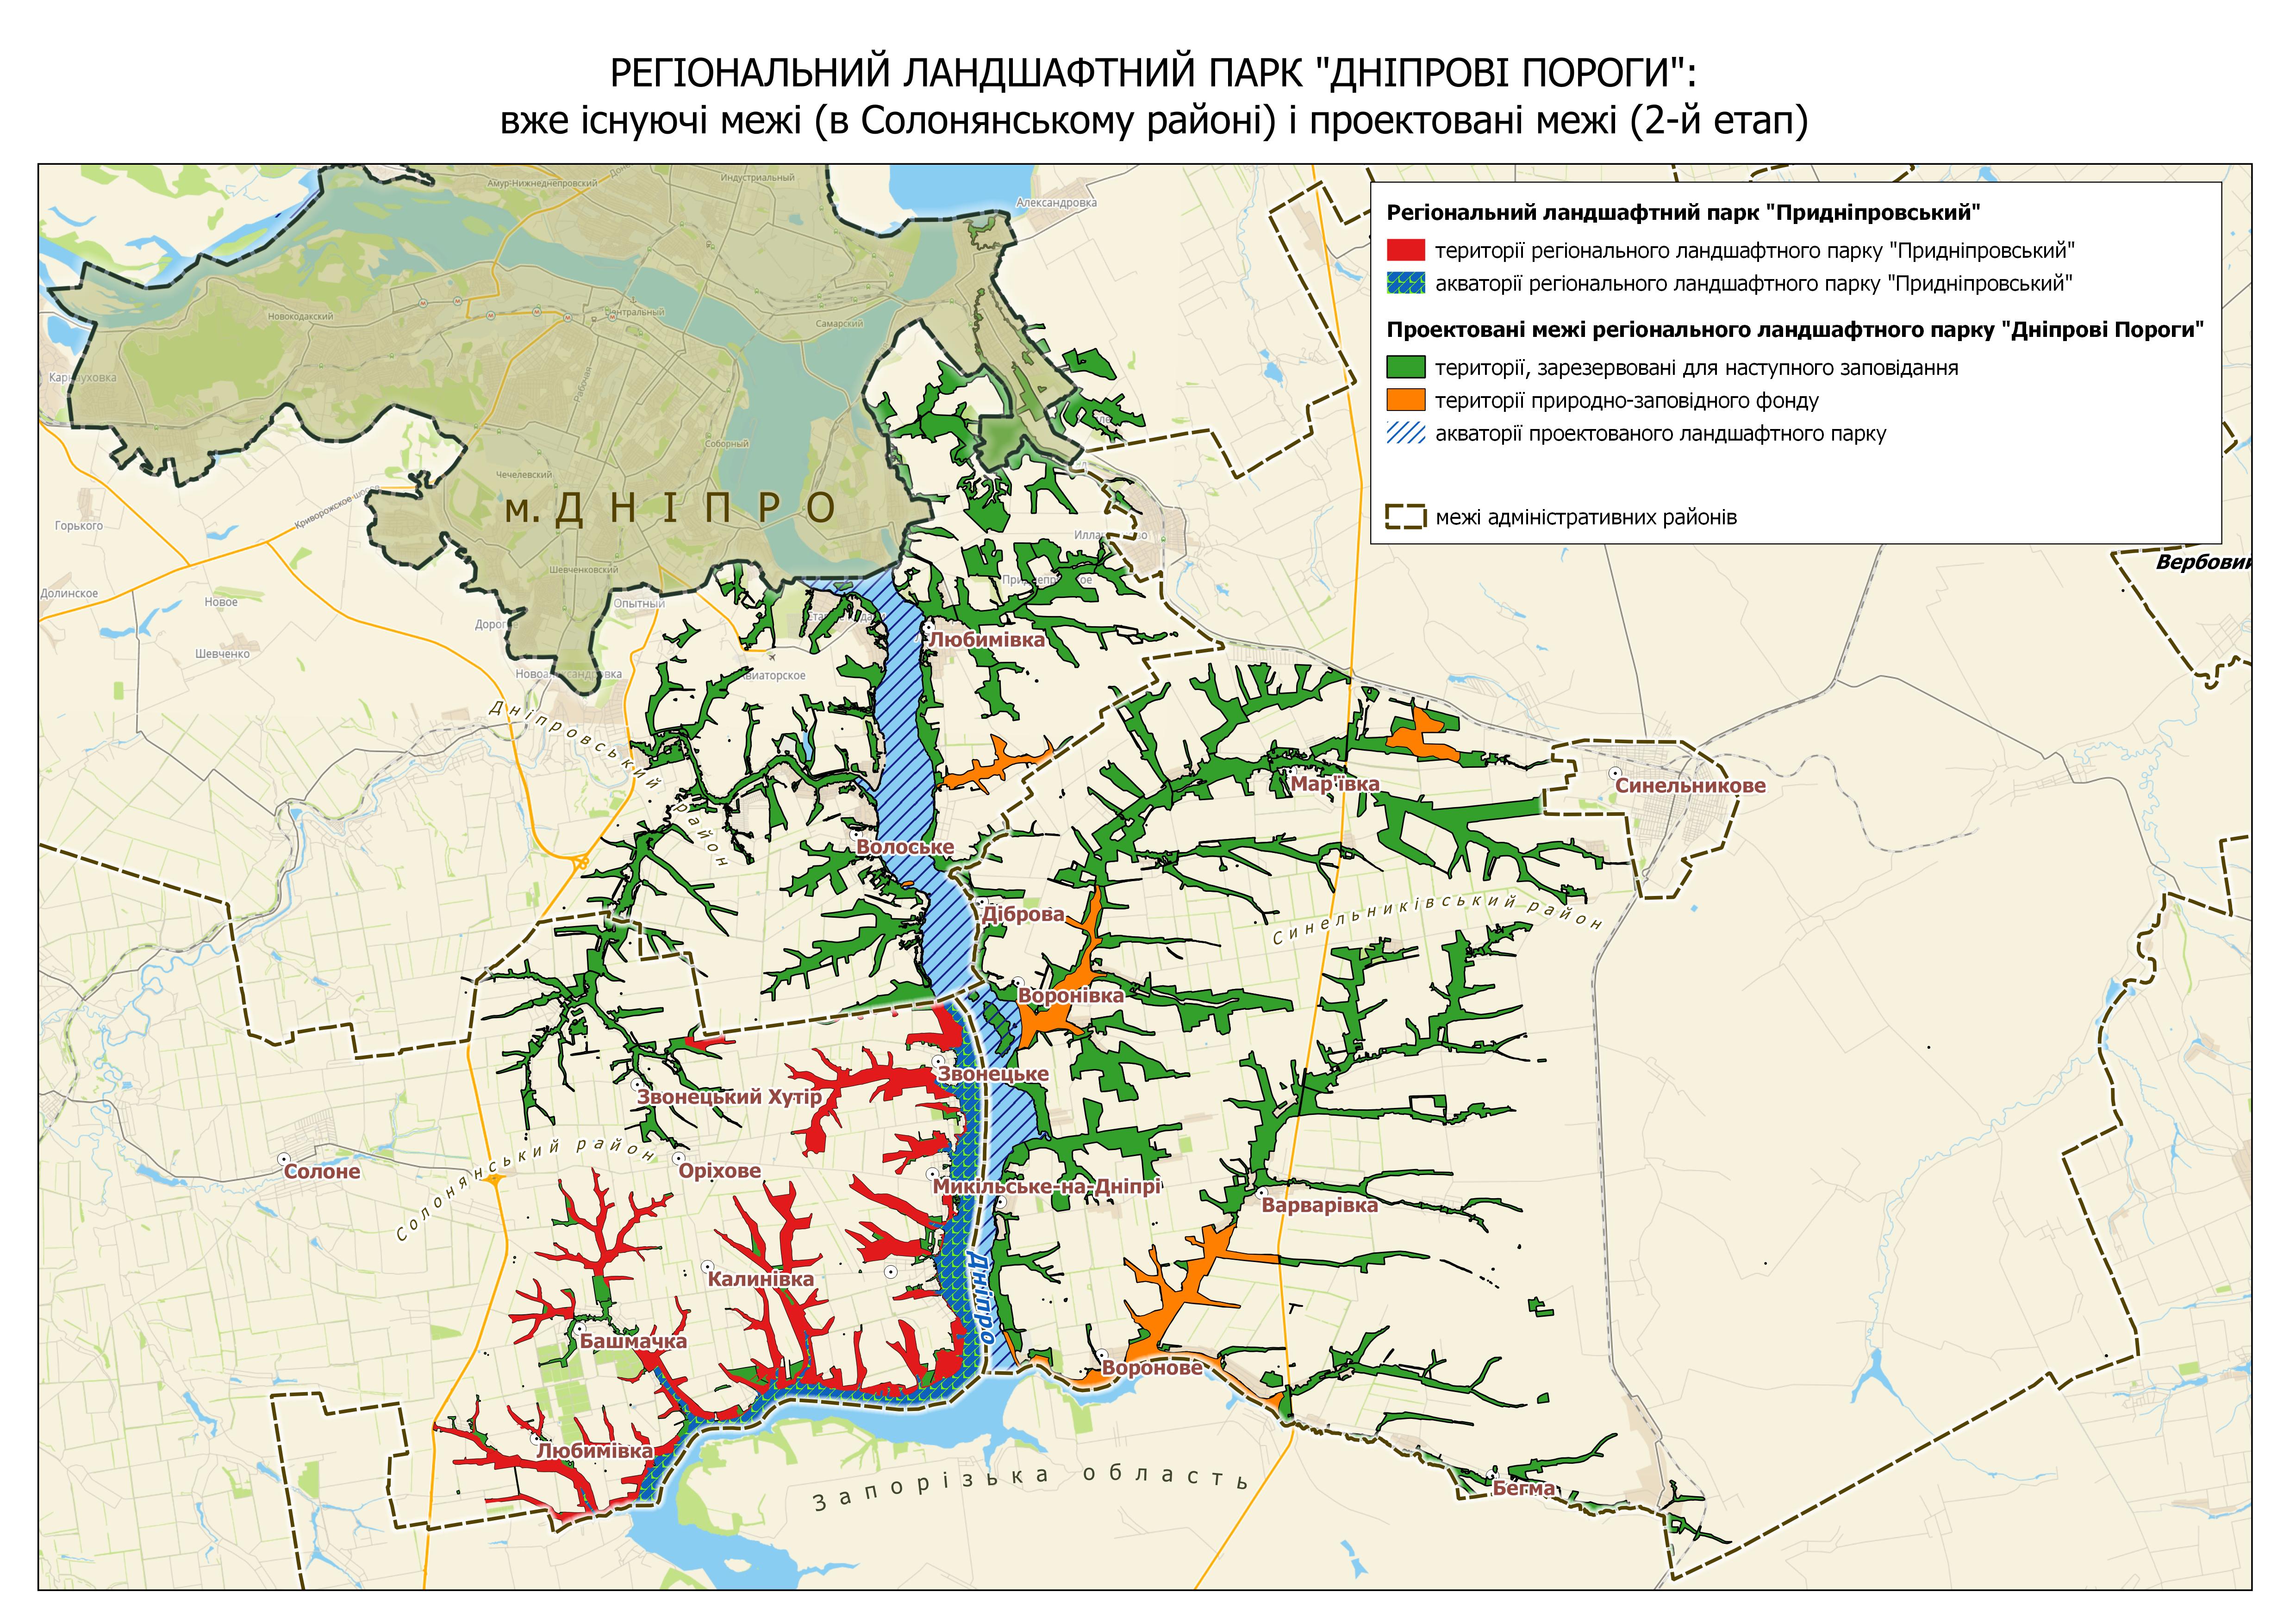 РЕГІОНАЛЬНИЙ ЛАНДШАФТНИЙ ПАРК "ДНІПРОВІ ПОРОГИ":
вже існуючі межі (в Солонянському районі) і проектовані межі (2-й етап)
Регіональний ландшафтний парк "Придніпровський"
території регіонального ландшафтного парку "Придніпровський"
акваторії регіонального ландшафтного парку "Придніпровський"
Проектовані межі регіонального ландшафтного парку "Дніпрові Пороги"
території, зарезервовані для наступного заповідання
території природно-заповідного фонду
акваторії проектованого ландшафтного парку
межі адміністративних районів
Амур-Нижнеднепровский
Индустриальный
Александровка
Новокодакский
Центральный
Самарский
Рабочая
Соборный
Чечелевский
Криворожское шоссе
Горького
м. ДНІПРО
Шевченковский
Долинское
Новое
Опытный
Шевченко
Любимівка
Авиаторское
Вербовий
Дніпровський район
Мар'ївка
Синельникове
Волоське
Діброва
Синельниківський район
Воронівка
Звонецьке
Звонецький Хутір
Солонянський район
Солоне
Оріхове
Микільське-на-Дніпрі
Варварівка
Калинівка
Дніпро
Башмачка
Воронове
Любимівка
Запорізька область
Бегма